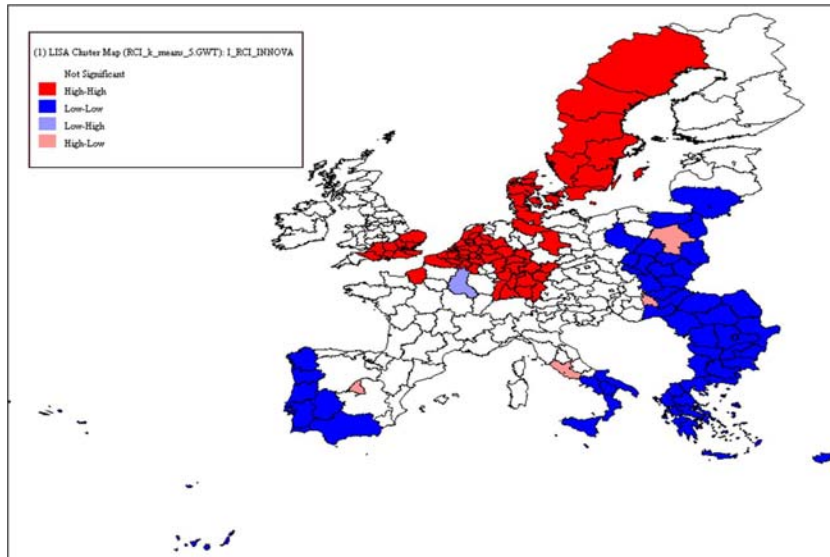 (1) LISA Cluster Map (RCI_k_means_5.GWT): I_RCI_INNOVA
Not Significant
High-High
Low-Low
Low-High
High-Low